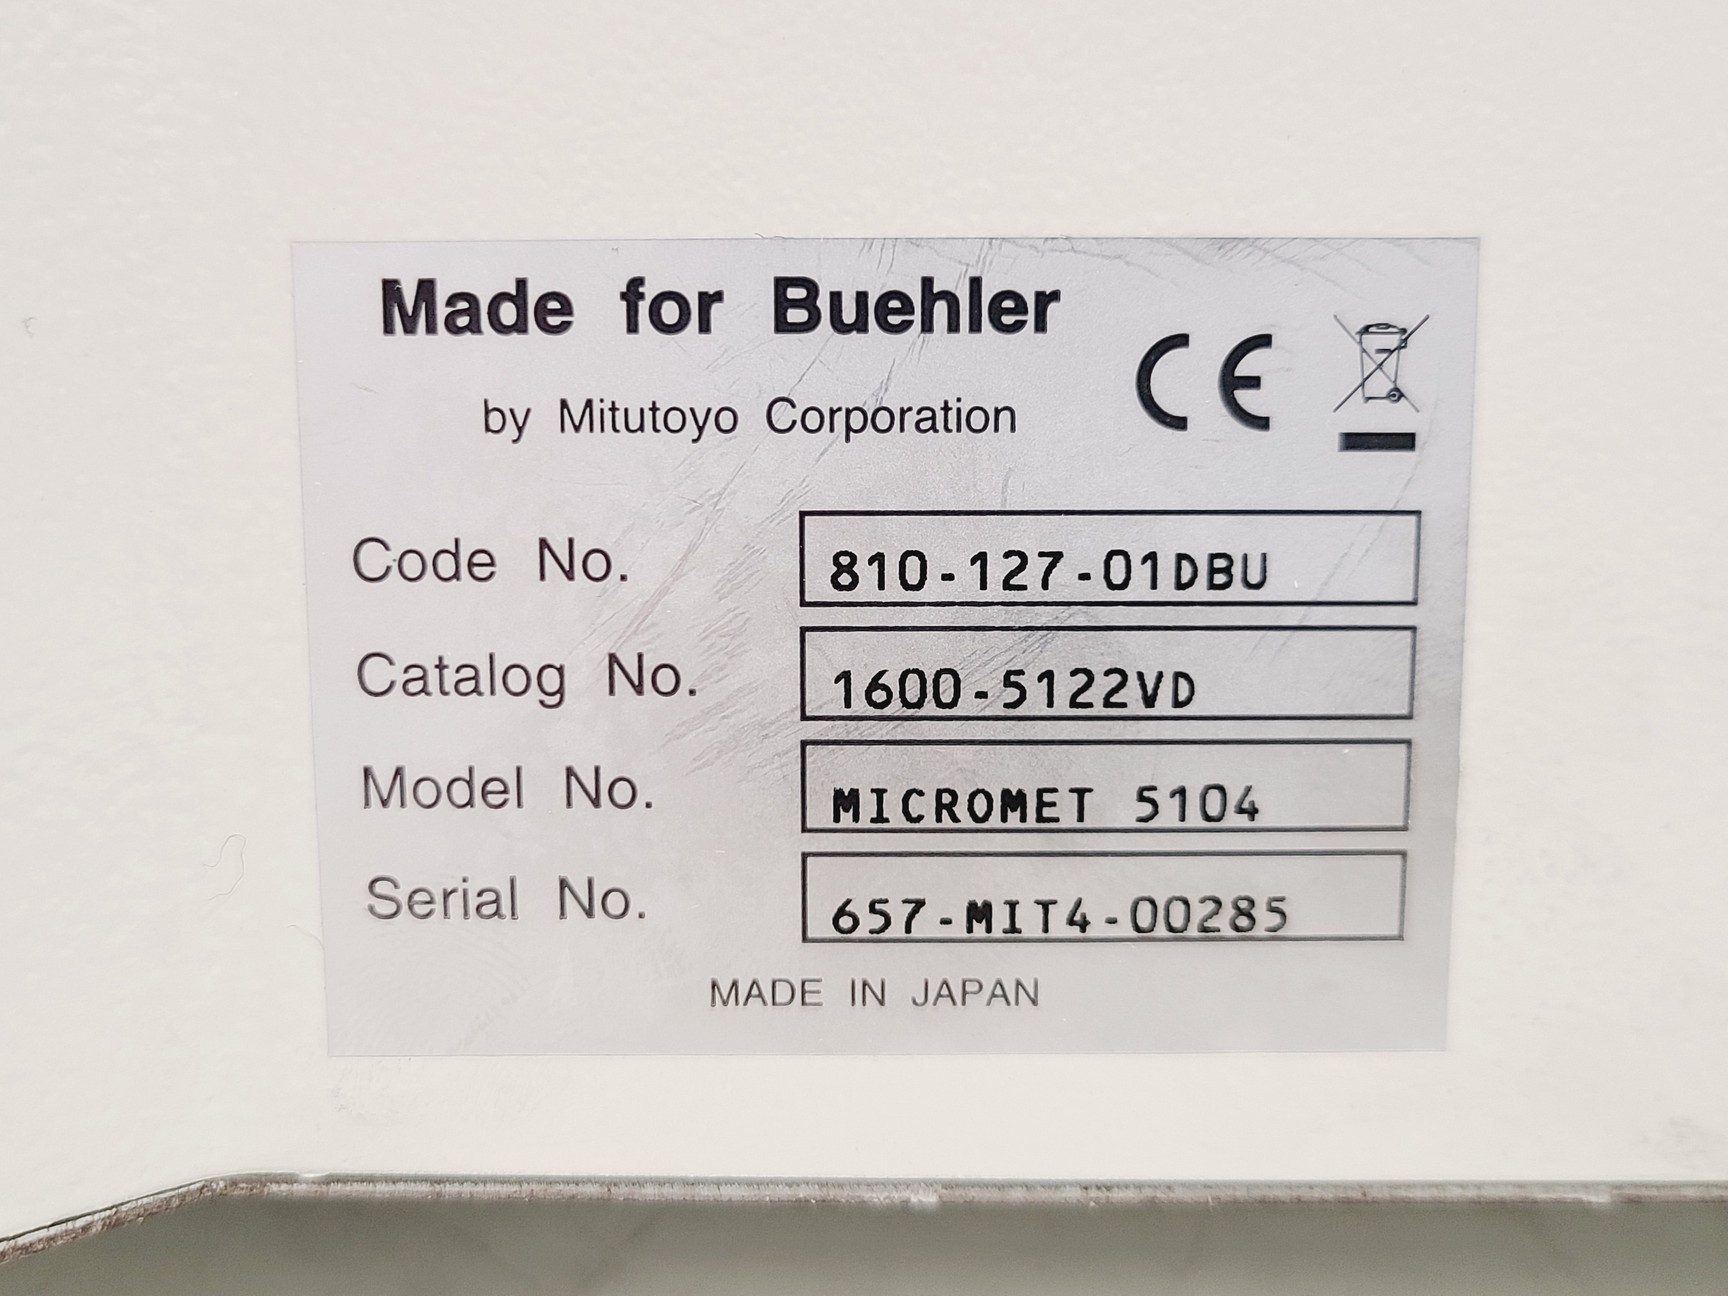 Made for Buehler
by Mitutoyo Corporation
CE
Code No. 810-127-01DBU
Catalog No. 1600-5122VD
Model No. MICROMET 5104
Serial No. 657-MIT4-00285
MADE IN JAPAN